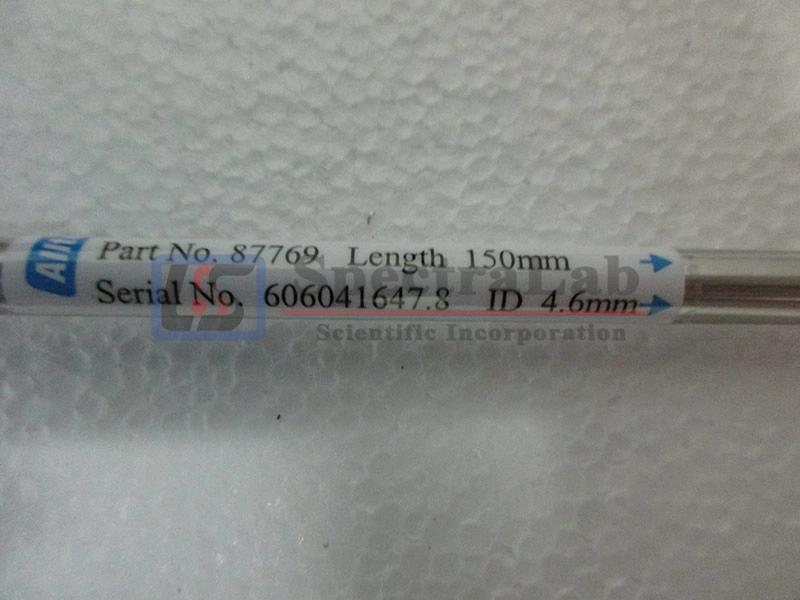 Part No. 87769 Length 150mm
Serial No. 606041647.8 ID 4.6mm
SpectraLab
Scientific Incorporation